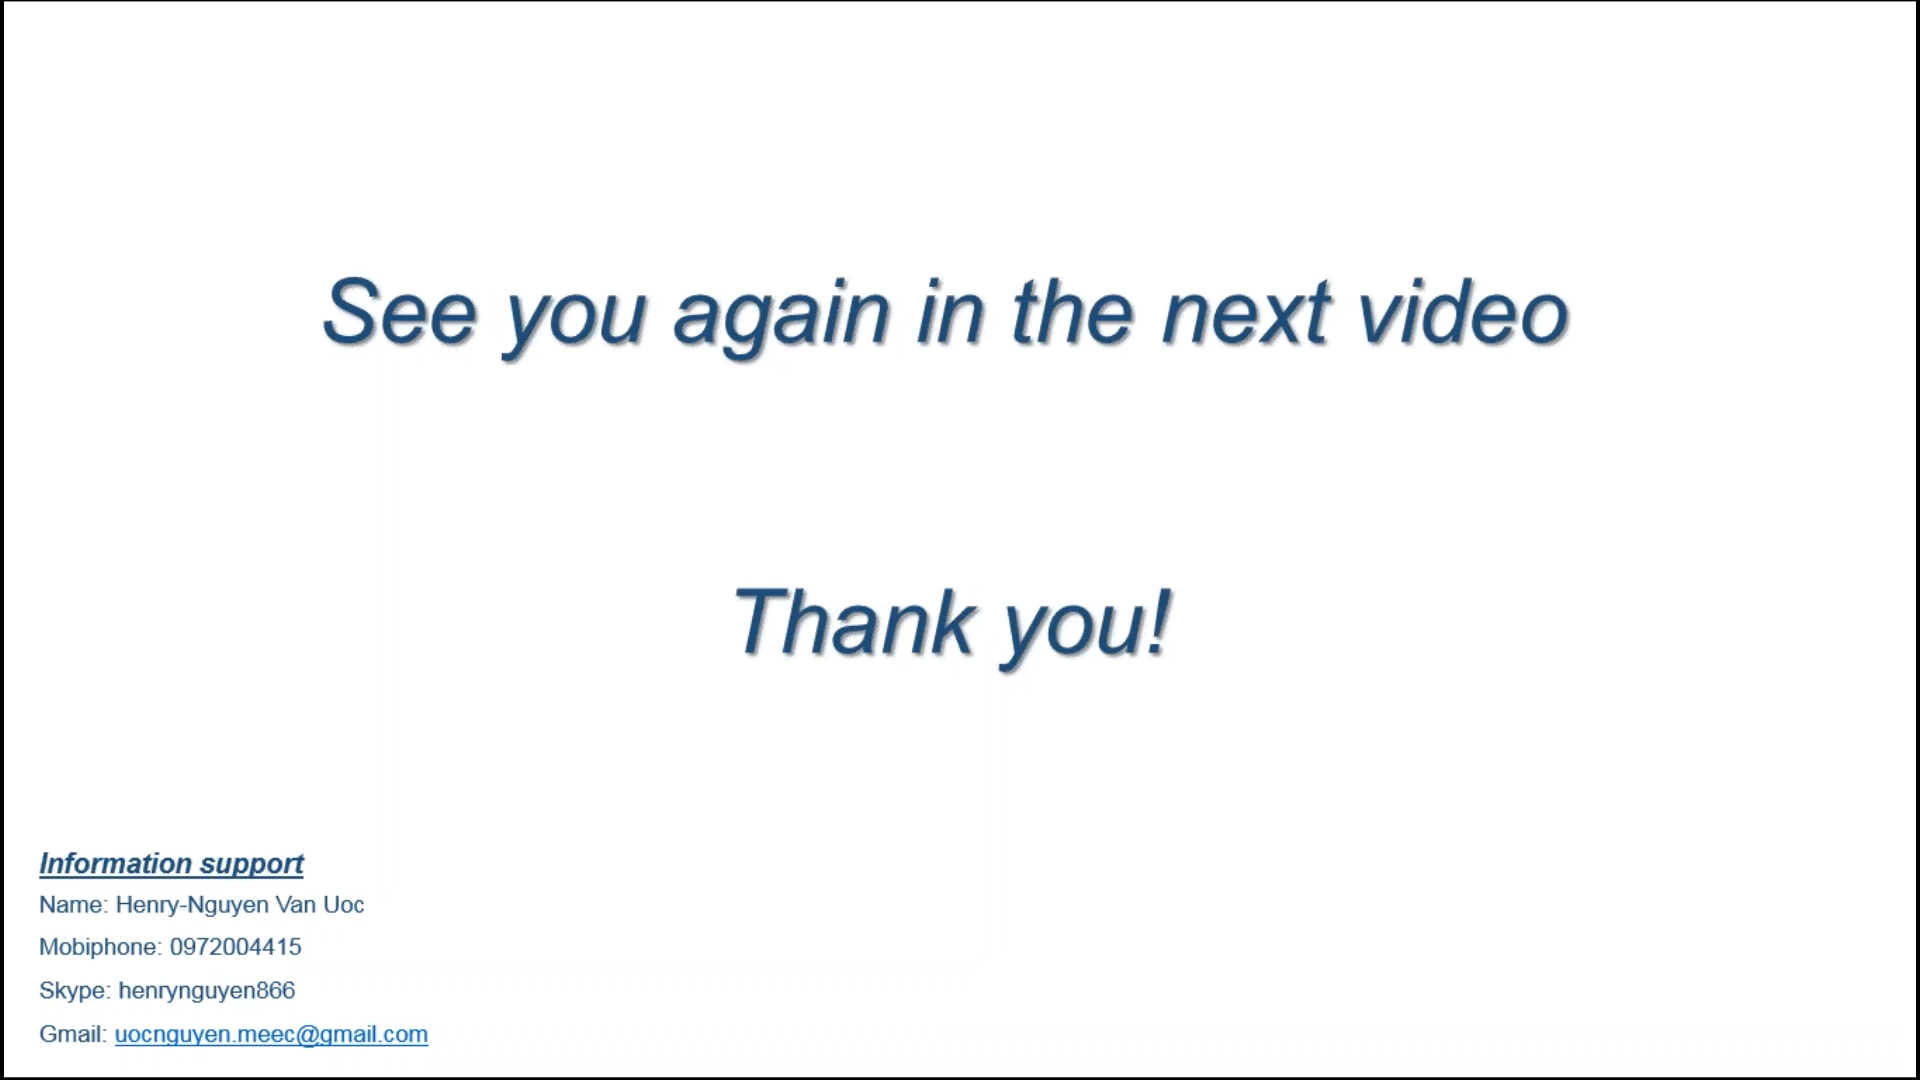 See you again in the next video
Thank you!
Information support
Name: Henry-Nguyen Van Uoc
Mobiphone: 0972004415
Skype: henrynguyen866
Gmail: uocnguyen.meec@gmail.com